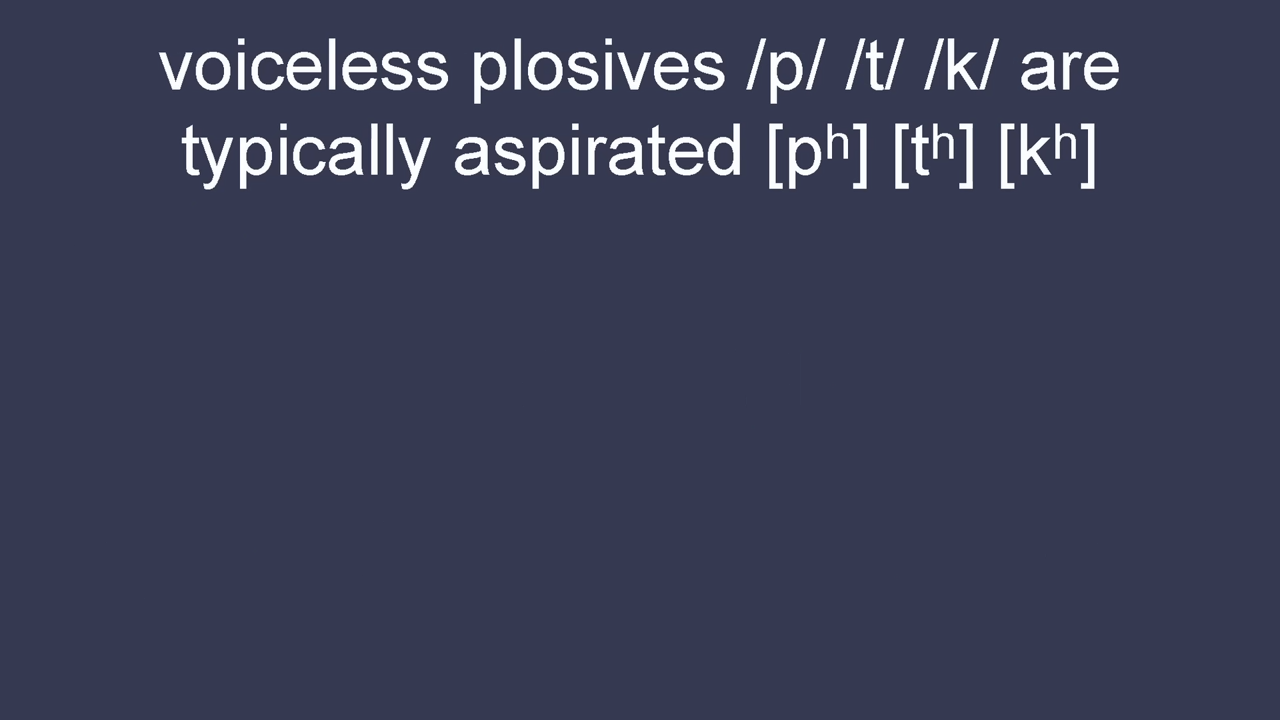 voiceless plosives /p/ /t/ /k/ are
typically aspirated [pʰ] [tʰ] [kʰ]